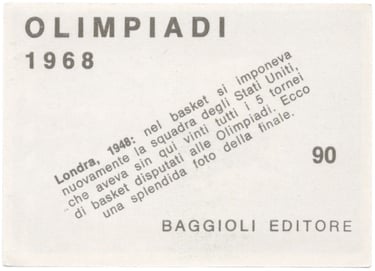 OLIMPIADI
1968
Londra, 1948: nel basket si imponeva
nuovamente la squadra degli Stati Uniti,
che aveva sin qui vinti tutti i 5 tornei
di basket disputati alle Olimpiadi. Ecco
una splendida foto della finale.
90
BAGGIOLI EDITORE